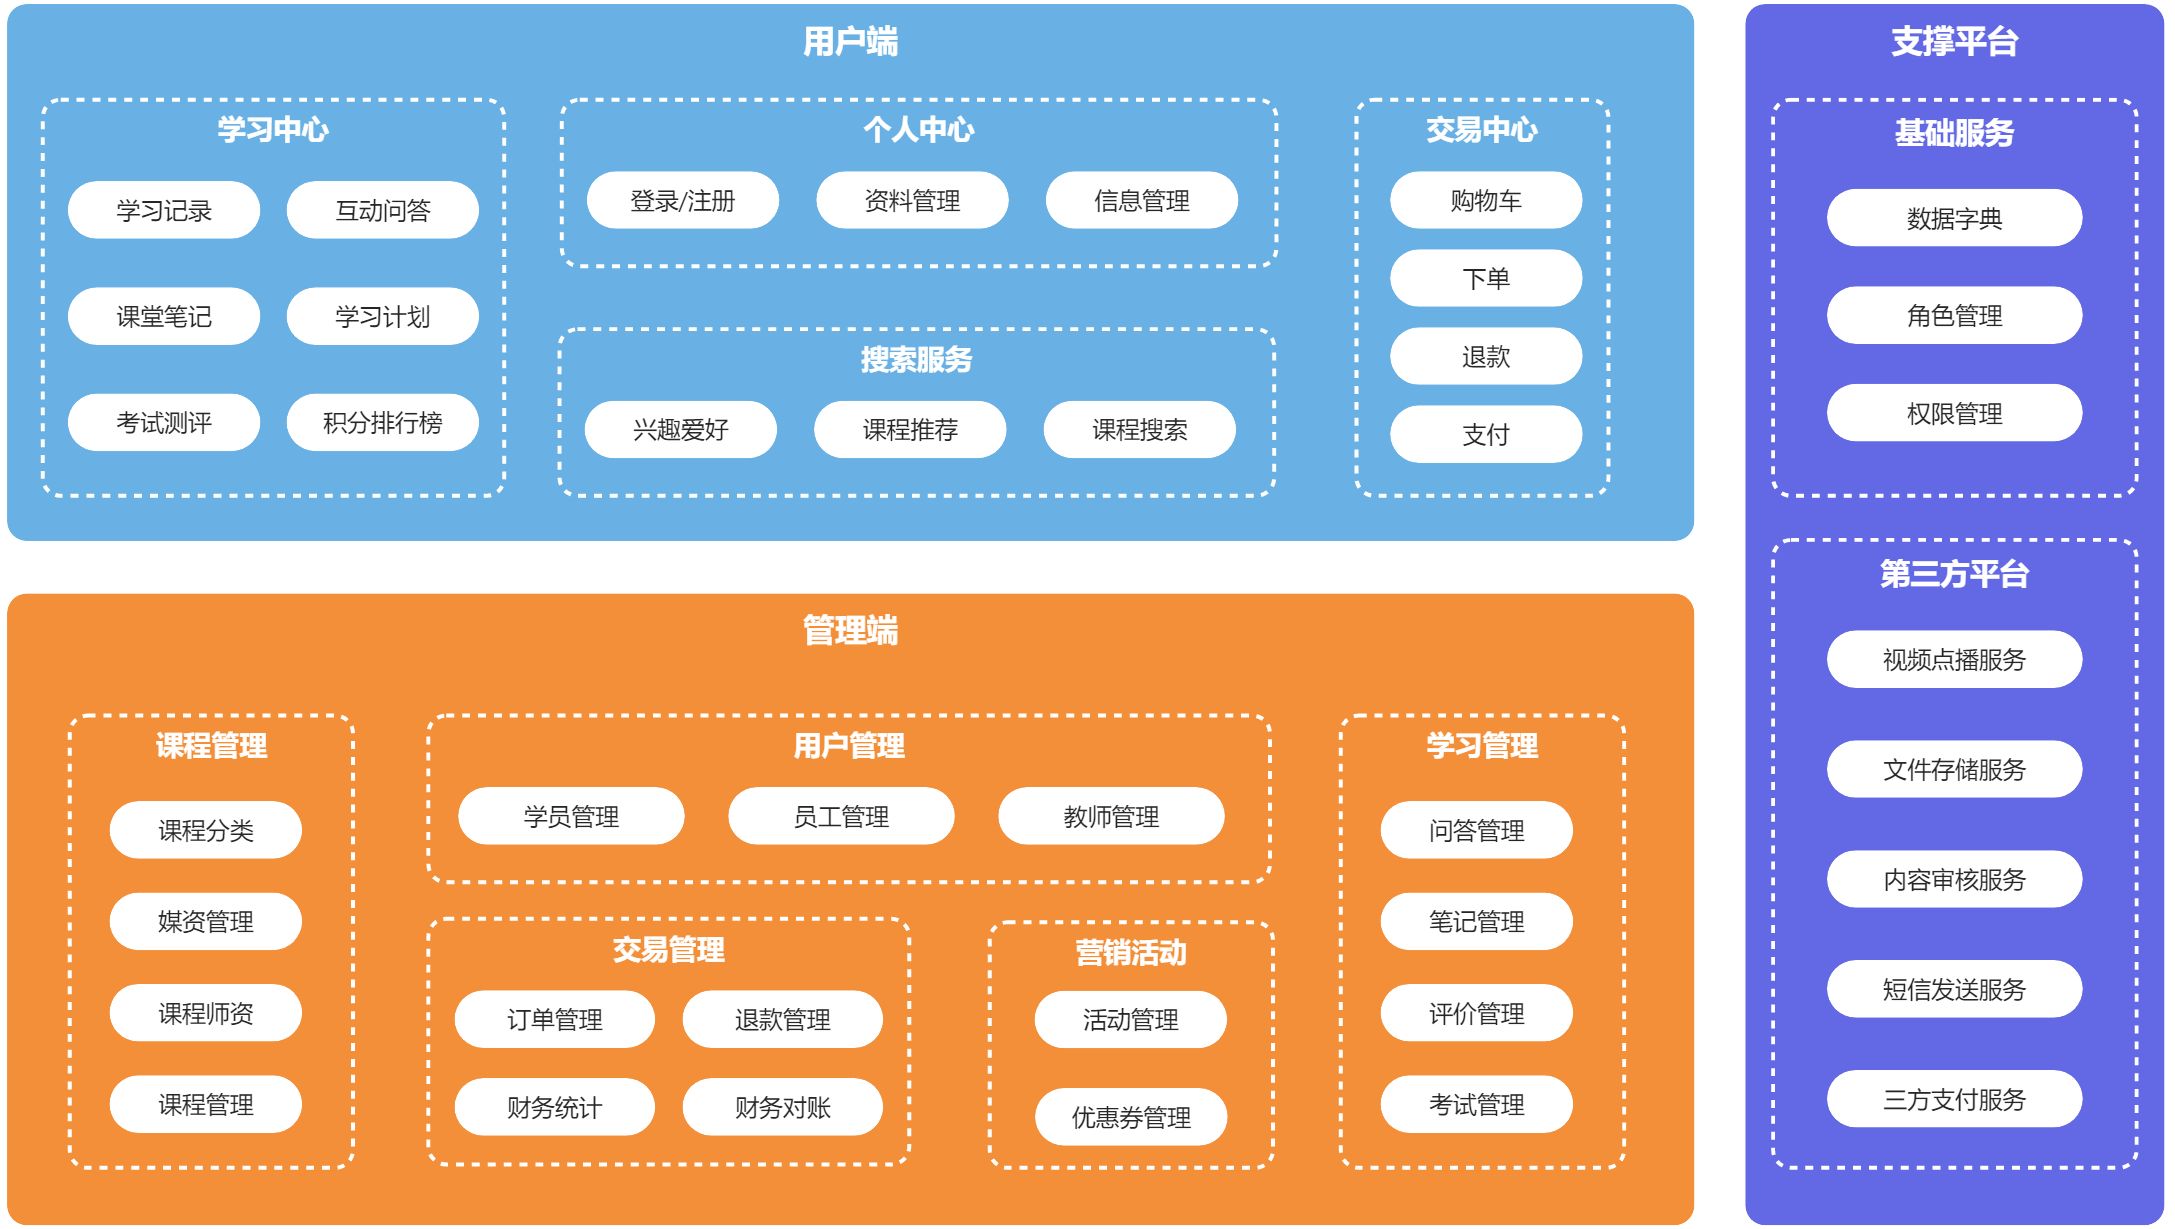 用户端
学习中心
学习记录
互动问答
课堂笔记
学习计划
考试测评
积分排行榜
个人中心
登录/注册
资料管理
信息管理
搜索服务
兴趣爱好
课程推荐
课程搜索
交易中心
购物车
下单
退款
支付
管理端
课程管理
课程分类
媒资管理
课程师资
课程管理
用户管理
学员管理
员工管理
教师管理
交易管理
订单管理
退款管理
财务统计
财务对账
营销活动
活动管理
优惠券管理
学习管理
问答管理
笔记管理
评价管理
考试管理
支撑平台
基础服务
数据字典
角色管理
权限管理
第三方平台
视频点播服务
文件存储服务
内容审核服务
短信发送服务
三方支付服务